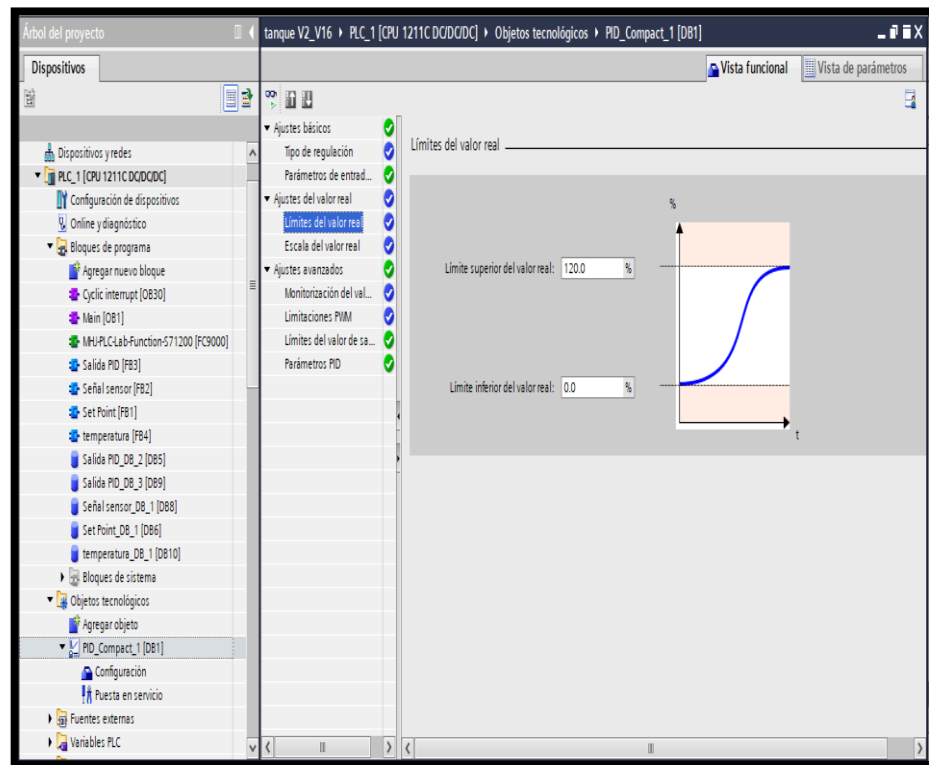 Árbol del proyecto
tanque V2_V16 ▸ PLC_1 [CPU 1211C DC/DC/DC] ▸ Objetos tecnológicos ▸ PID_Compact_1 [DB1]
Dispositivos
Vista funcional
Vista de parámetros
Dispositivos y redes
PLC_1 [CPU 1211C DC/DC/DC]
Configuración de dispositivos
Online y diagnóstico
Bloques de programa
Agregar nuevo bloque
Cyclic interrupt [OB30]
Main [OB1]
MHJ-PLC-Lab-Function-S71200 [FC9000]
Salida PID [FB3]
Señal sensor [FB2]
Set Point [FB1]
temperatura [FB4]
Salida PID_DB_2 [DB5]
Salida PID_DB_3 [DB9]
Señal sensor_DB_1 [DB8]
Set Point_DB_1 [DB6]
temperatura_DB_1 [DB10]
Bloques de sistema
Objetos tecnológicos
Agregar objeto
PID_Compact_1 [DB1]
Configuración
Puesta en servicio
Fuentes externas
Variables PLC
Ajustes básicos
Tipo de regulación
Parámetros de entrad...
Ajustes del valor real
Límites del valor real
Escala del valor real
Ajustes avanzados
Monitorización del val...
Limitaciones PWM
Límites del valor de sa...
Parámetros PID
Límites del valor real
%
Límite superior del valor real: 120.0 %
Límite inferior del valor real: 0.0 %
t